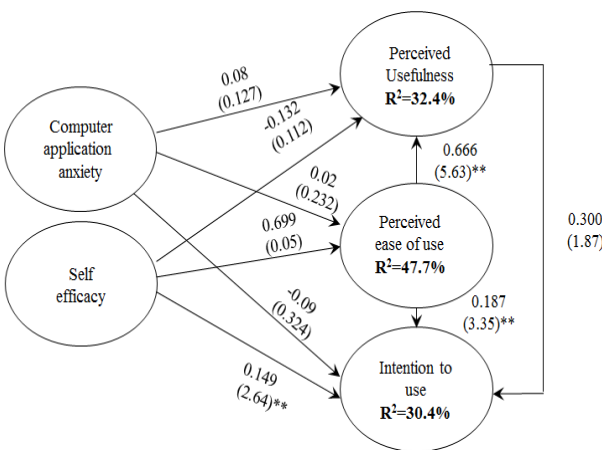 Perceived
Usefulness
R²=32.4%
0.08
(0.127)
-0.132
(0.112)
Computer
application
anxiety
0.666
(5.63)**
0.02
(0.232)
0.699
(0.05)
Perceived
ease of use
R²=47.7%
0.300
(1.87)
Self
efficacy
-0.09
(0.324)
0.187
(3.35)**
0.149
(2.64)**
Intention to
use
R²=30.4%